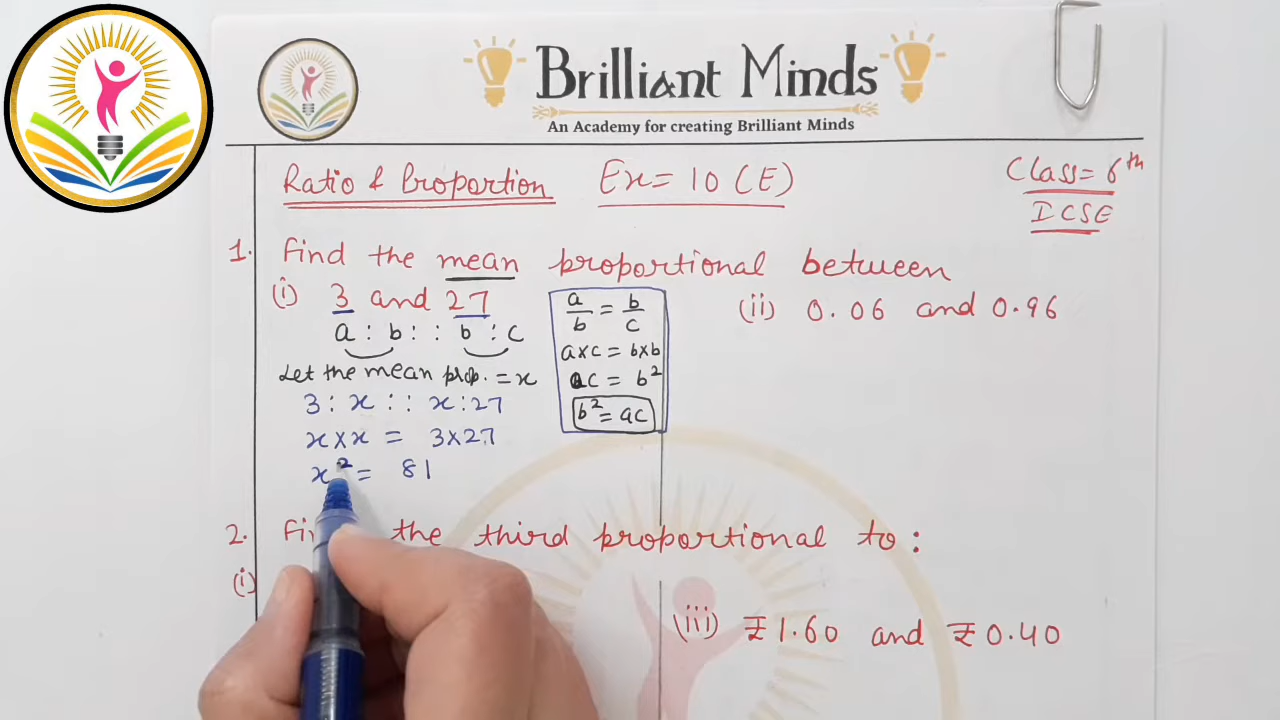 Brilliant Minds
An Academy for creating Brilliant Minds
Ratio & Proportion Ex = 10 (E)
Class = 6th
ICSE
1. Find the mean proportional between
(i) 3 and 27
a : b : : b : c
Let the mean prop. = x
3 : x : : x : 27
x × x = 3 × 27
x² = 81
a/b = b/c
a×c = b×b
ac = b²
b² = ac
(ii) 0.06 and 0.96
2. the third proportional to :
(i)
(iii) ₹ 1.60 and ₹ 0.40